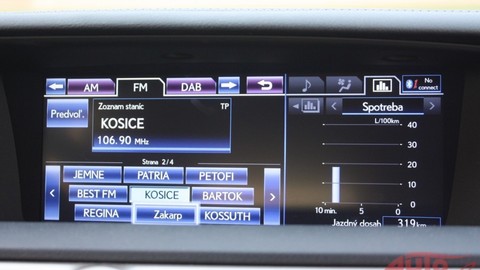 AM FM DAB
No connect
Predvoľ.
Zoznam staníc TP
KOSICE
106.90 MHz
Strana 2/4
JEMNE PATRIA PETOFI
BEST FM KOSICE BARTOK
REGINA Zakarp KOSSUTH
Spotreba
L/100km
40
30
20
10
0
10 min. 5 0
Jazdný dosah 319 km